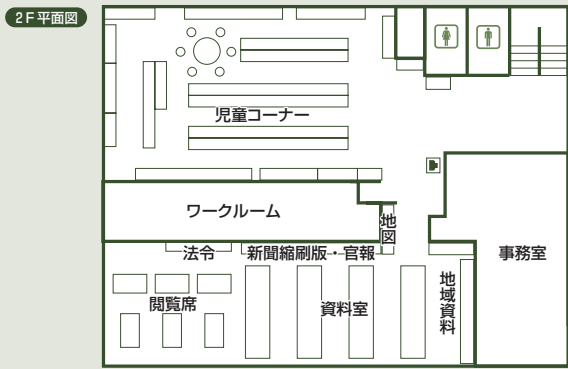 2F平面図
児童コーナー
ワークルーム
地図
法令
新聞縮刷版・官報
事務室
閲覧席
資料室
地域資料